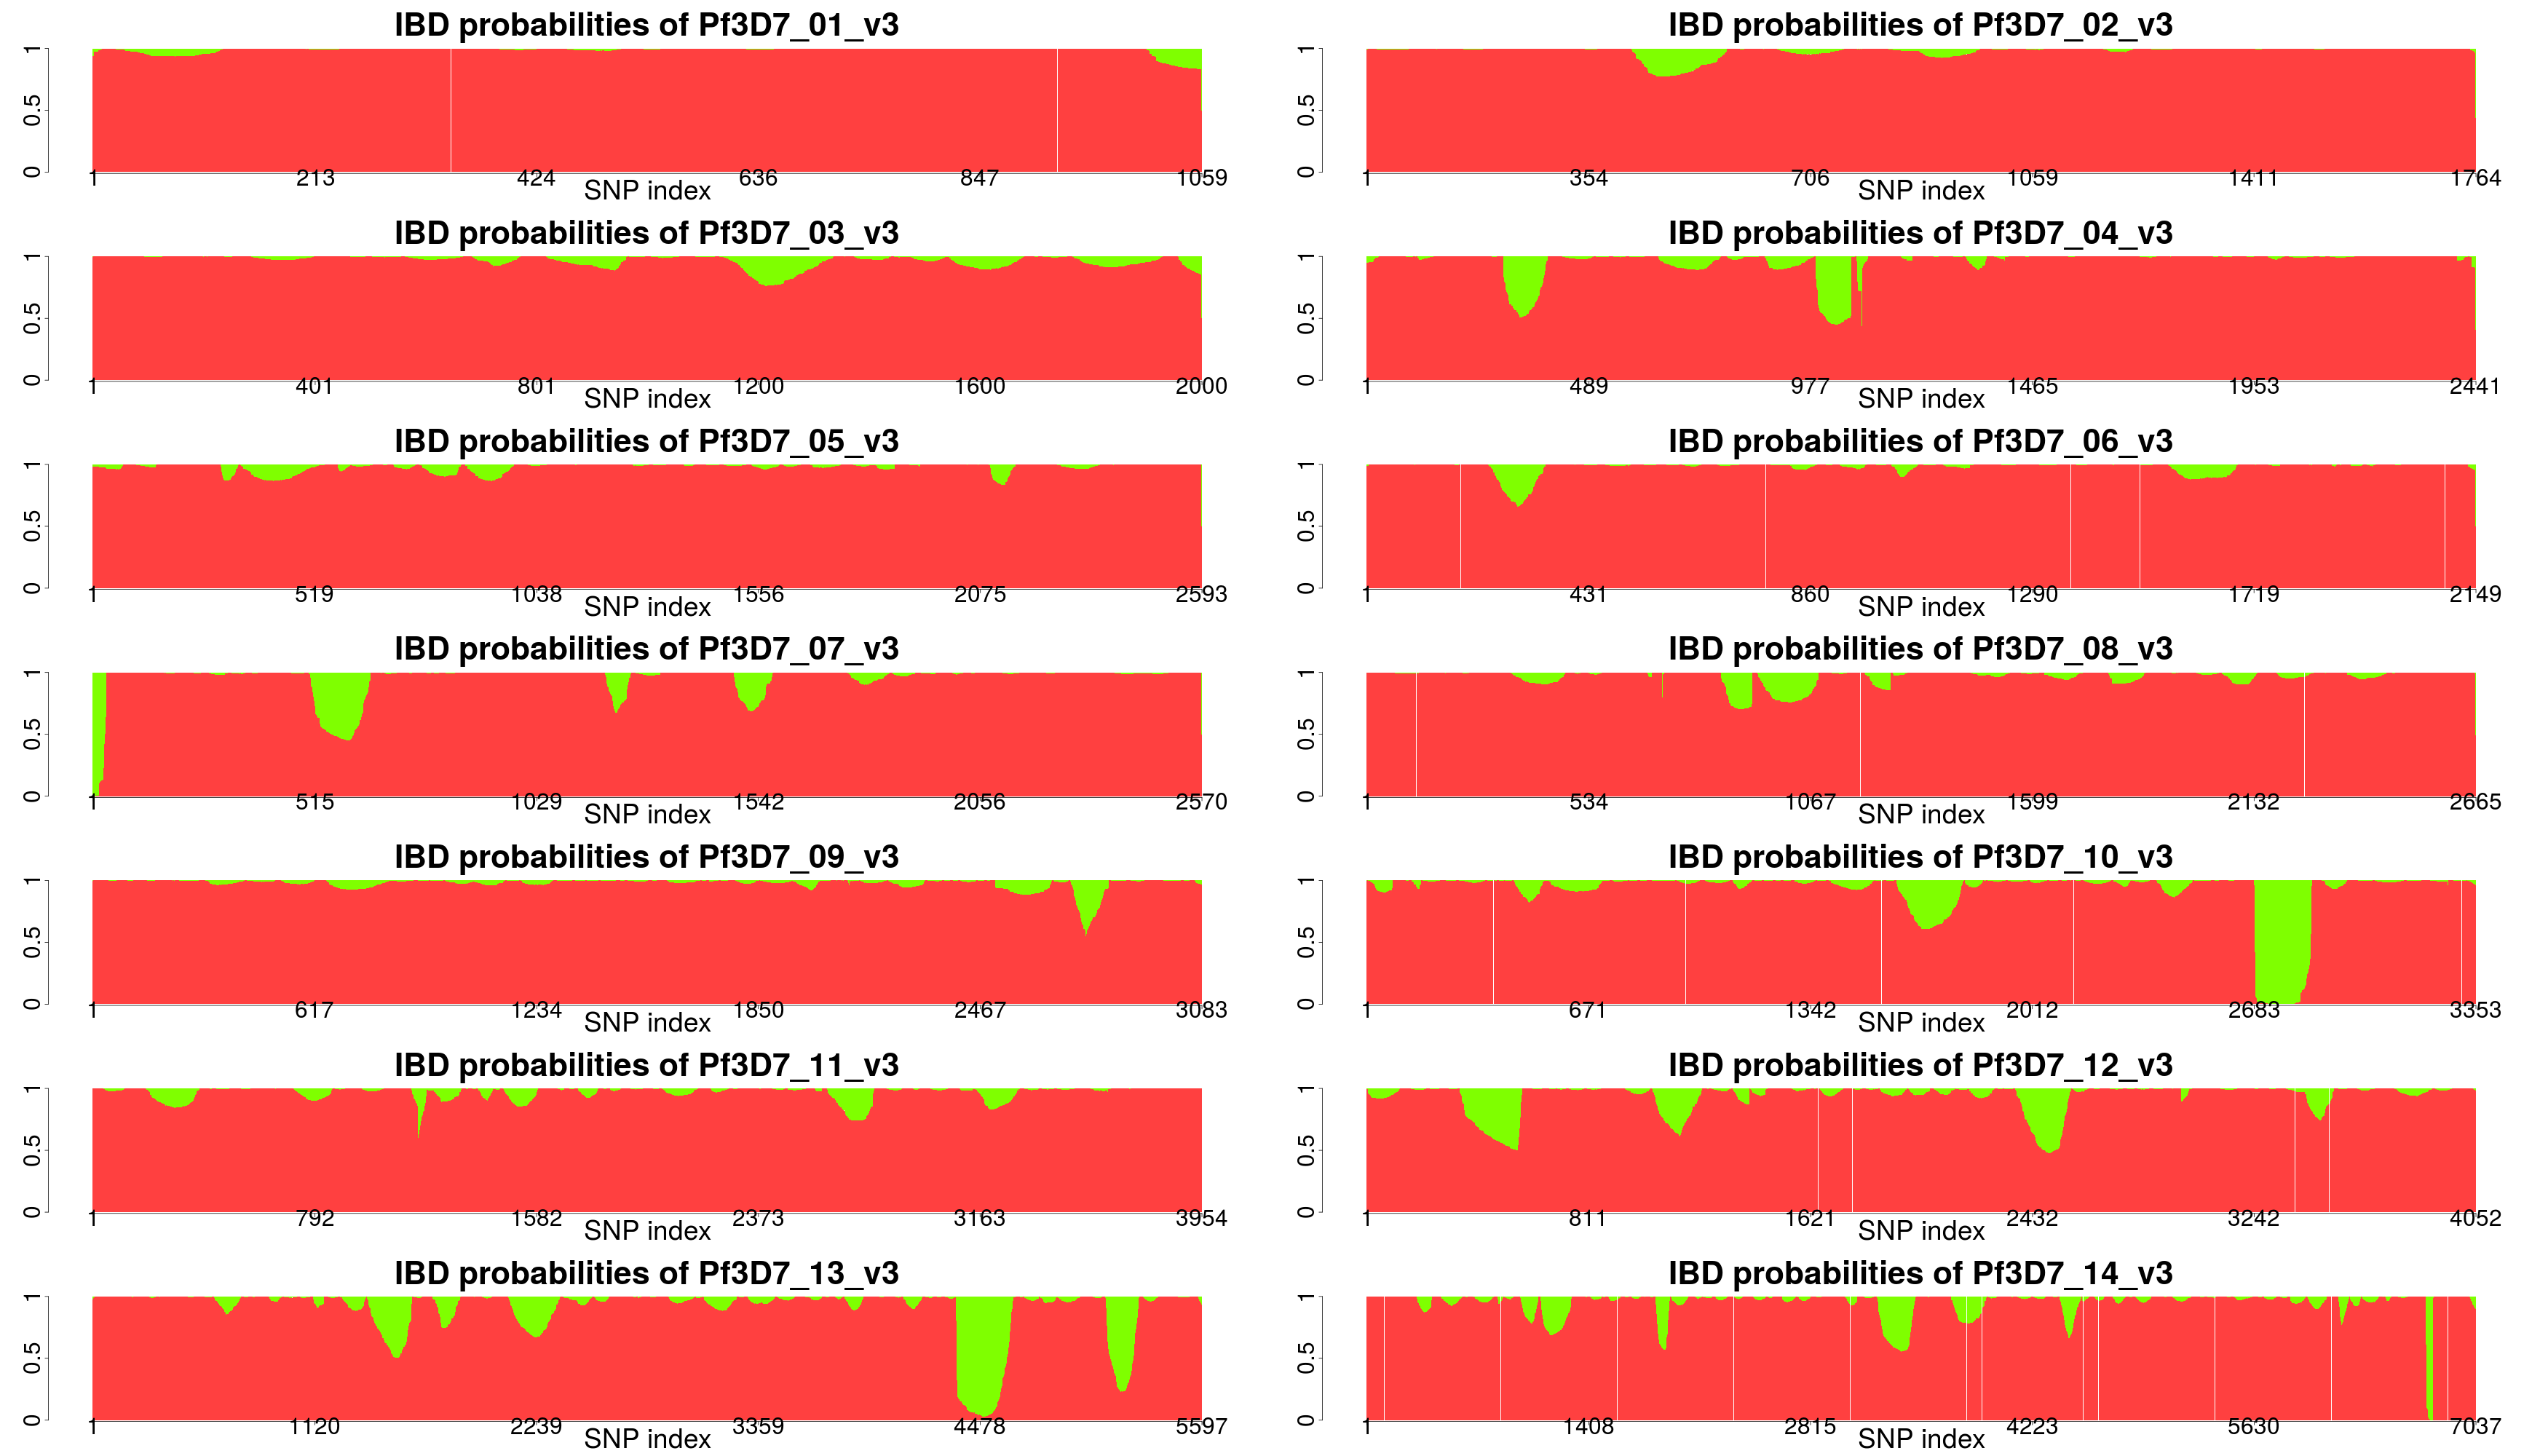 IBD probabilities of Pf3D7_01_v3
0 0.5 1
1 213 424 636 847 1059
SNP index
IBD probabilities of Pf3D7_02_v3
0 0.5 1
1 354 706 1059 1411 1764
SNP index
IBD probabilities of Pf3D7_03_v3
0 0.5 1
1 401 801 1200 1600 2000
SNP index
IBD probabilities of Pf3D7_04_v3
0 0.5 1
1 489 977 1465 1953 2441
SNP index
IBD probabilities of Pf3D7_05_v3
0 0.5 1
1 519 1038 1556 2075 2593
SNP index
IBD probabilities of Pf3D7_06_v3
0 0.5 1
1 431 860 1290 1719 2149
SNP index
IBD probabilities of Pf3D7_07_v3
0 0.5 1
1 515 1029 1542 2056 2570
SNP index
IBD probabilities of Pf3D7_08_v3
0 0.5 1
1 534 1067 1599 2132 2665
SNP index
IBD probabilities of Pf3D7_09_v3
0 0.5 1
1 617 1234 1850 2467 3083
SNP index
IBD probabilities of Pf3D7_10_v3
0 0.5 1
1 671 1342 2012 2683 3353
SNP index
IBD probabilities of Pf3D7_11_v3
0 0.5 1
1 792 1582 2373 3163 3954
SNP index
IBD probabilities of Pf3D7_12_v3
0 0.5 1
1 811 1621 2432 3242 4052
SNP index
IBD probabilities of Pf3D7_13_v3
0 0.5 1
1 1120 2239 3359 4478 5597
SNP index
IBD probabilities of Pf3D7_14_v3
0 0.5 1
1 1408 2815 4223 5630 7037
SNP index